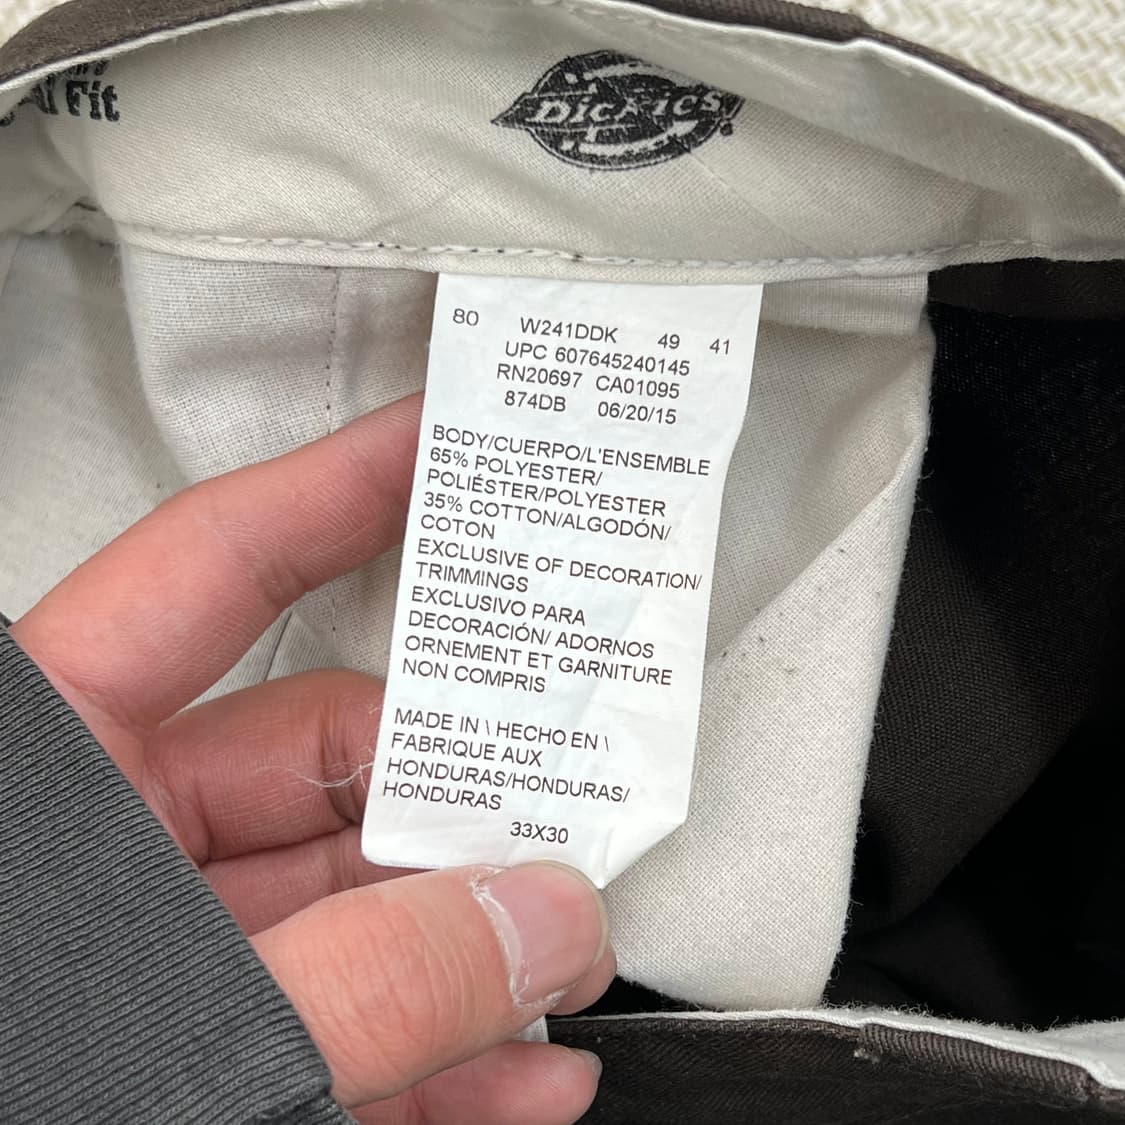 Fit
Dickies
80 W241DDK 49 41
UPC 607645240145
RN20697 CA01095
874DB 06/20/15
BODY/CUERPO/L'ENSEMBLE
65% POLYESTER/
POLIÉSTER/POLYESTER
35% COTTON/ALGODÓN/
COTON
EXCLUSIVE OF DECORATION/
TRIMMINGS
EXCLUSIVO PARA
DECORACIÓN/ ADORNOS
ORNEMENT ET GARNITURE
NON COMPRIS
MADE IN \ HECHO EN \
FABRIQUE AUX
HONDURAS/HONDURAS/
HONDURAS
33X30